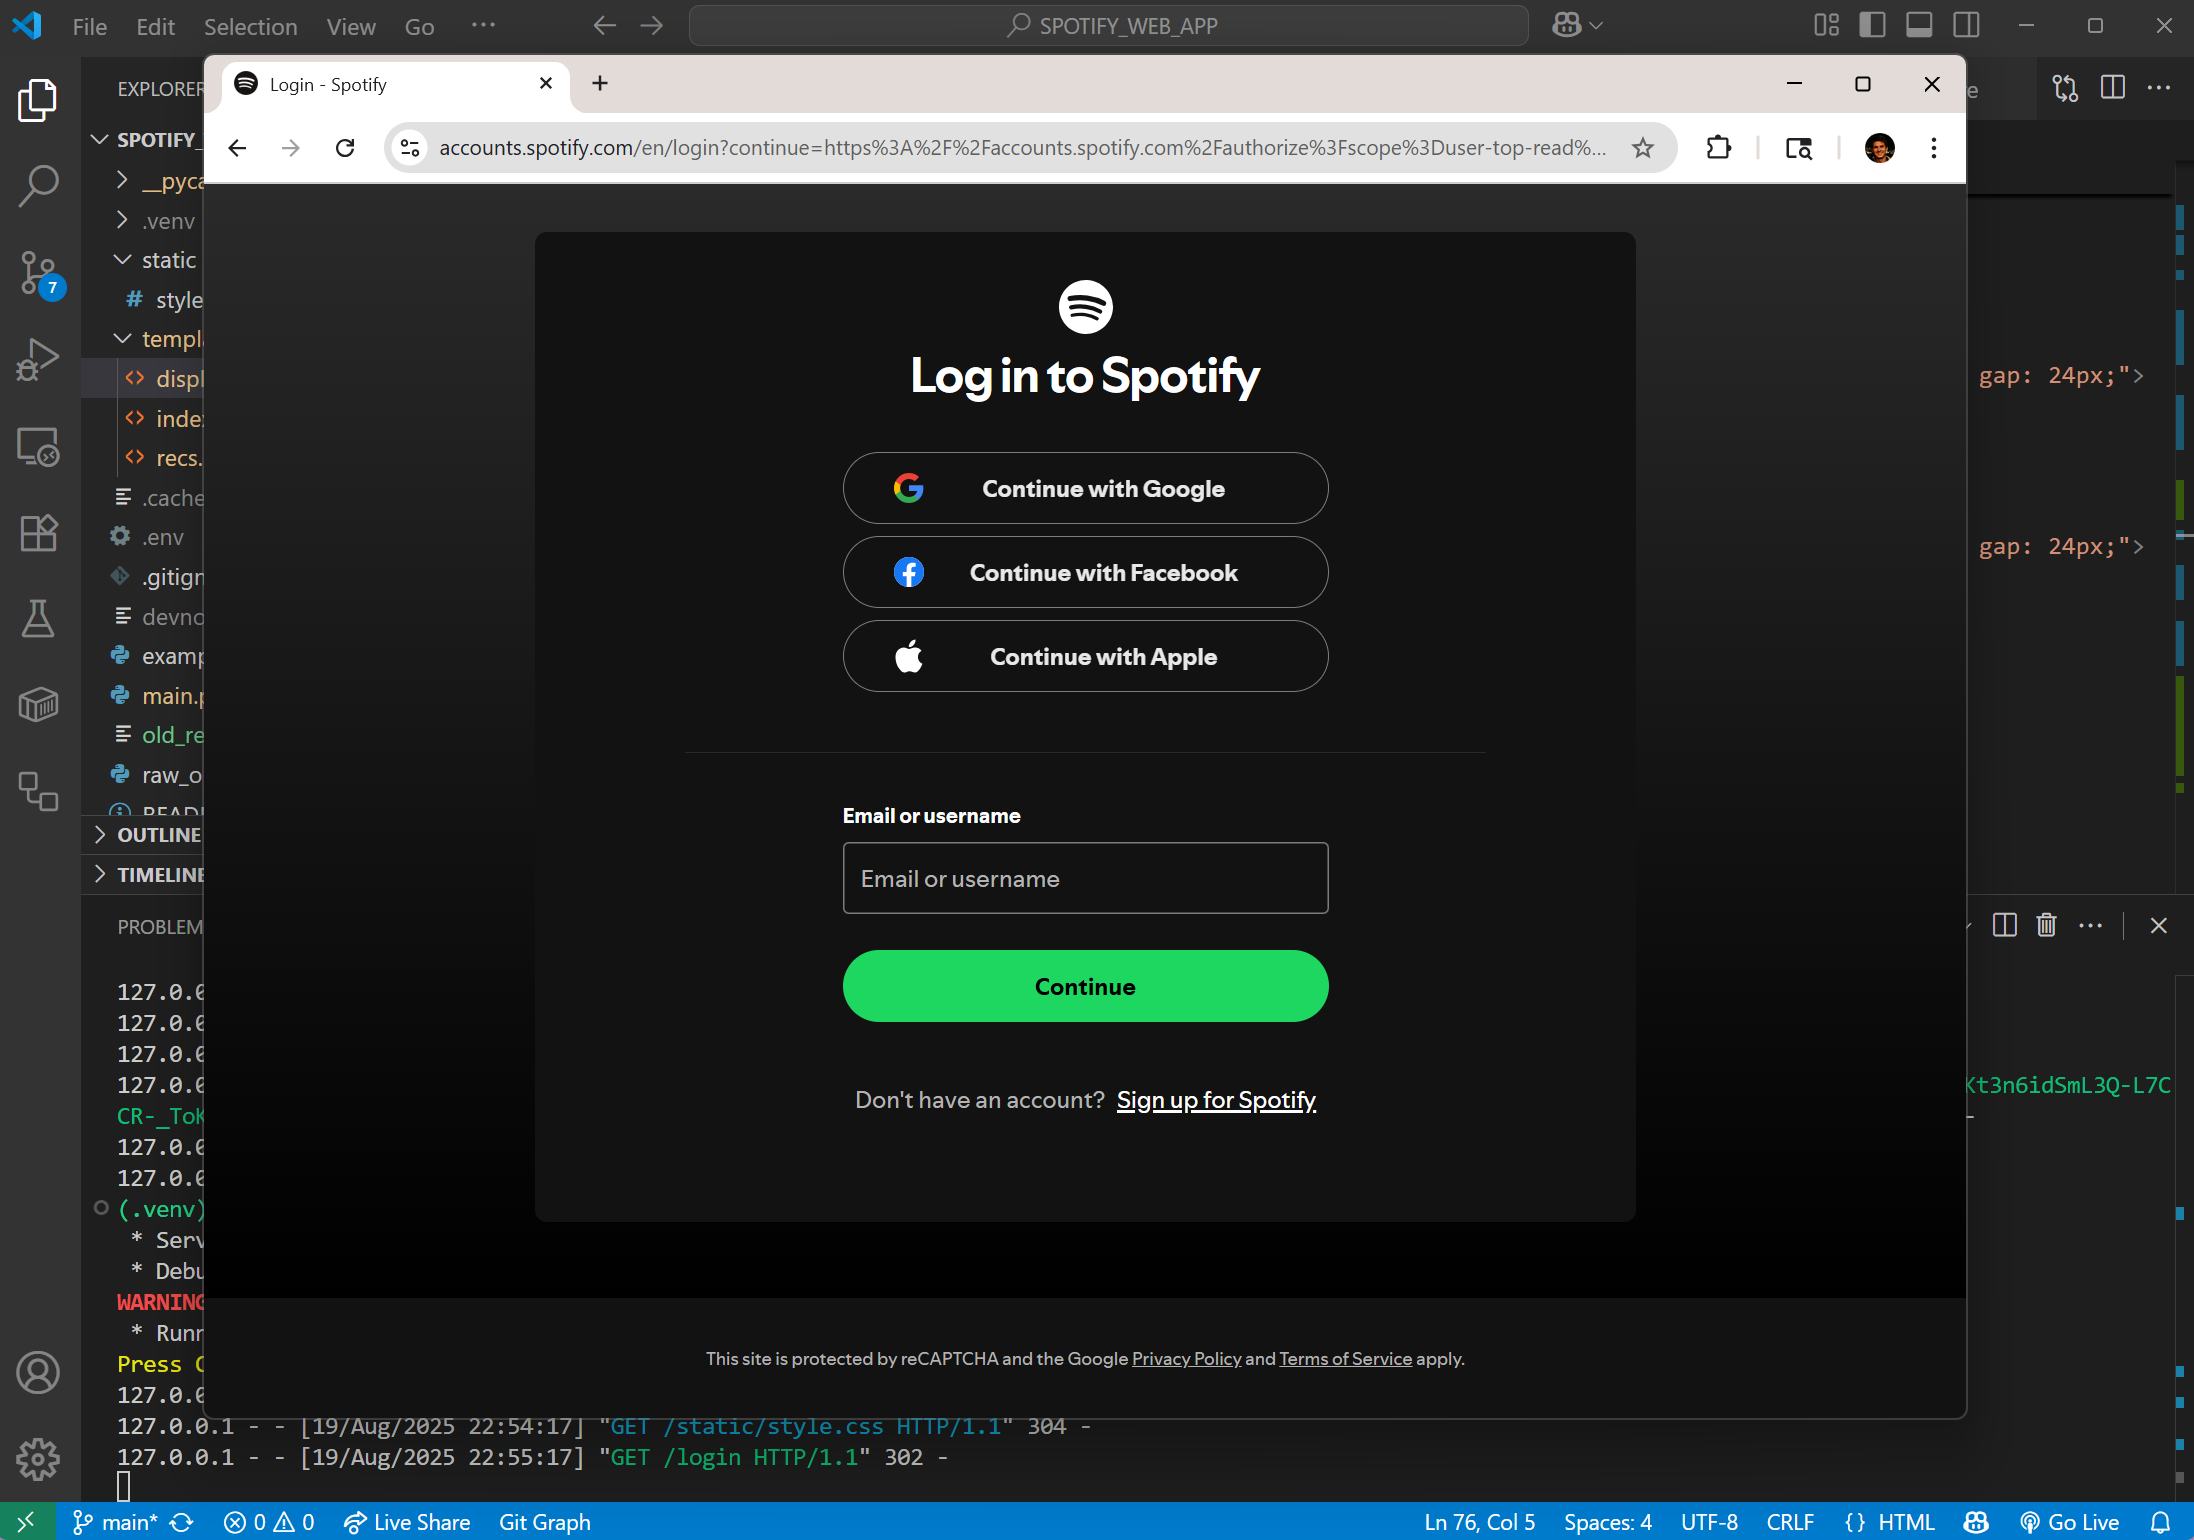 File Edit Selection View Go ···
SPOTIFY_WEB_APP
EXPLORER
Login - Spotify
accounts.spotify.com/en/login?continue=https%3A%2F%2Faccounts.spotify.com%2Fauthorize%3Fscope%3Duser-top-read%...
SPOTIFY_
__pyca
.venv
static
# style
templ
<> displ
<> inde
<> recs.
.cache
.env
.gitign
devno
examp
main.p
old_re
raw_o
READ
OUTLINE
TIMELINE
7
gap: 24px;">
gap: 24px;">
Log in to Spotify
Continue with Google
Continue with Facebook
Continue with Apple
Email or username
Email or username
Continue
Don't have an account? Sign up for Spotify
This site is protected by reCAPTCHA and the Google Privacy Policy and Terms of Service apply.
PROBLEM
127.0.0
127.0.0
127.0.0
127.0.0
Kt3n6idSmL3Q-L7C
CR-_ToK
-
127.0.0
127.0.0
(.venv)
* Serv
* Debu
WARNING
* Runn
Press C
127.0.0
127.0.0.1 - - [19/Aug/2025 22:54:17] "GET /static/style.css HTTP/1.1" 304 -
127.0.0.1 - - [19/Aug/2025 22:55:17] "GET /login HTTP/1.1" 302 -
main* 0 0 Live Share Git Graph Ln 76, Col 5 Spaces: 4 UTF-8 CRLF {} HTML Go Live